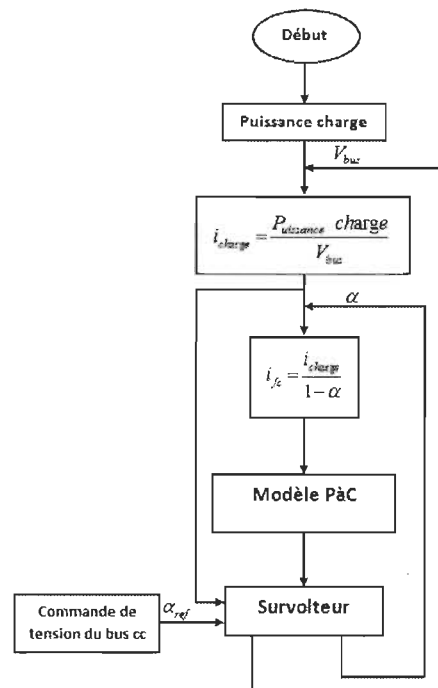 Début
Puissance charge
V_bus
i_charge = P_uissance charge / V_bus
α
i_fc = i_charge / 1 − α
Modèle PàC
Commande de
tension du bus cc
α_ref
Survolteur